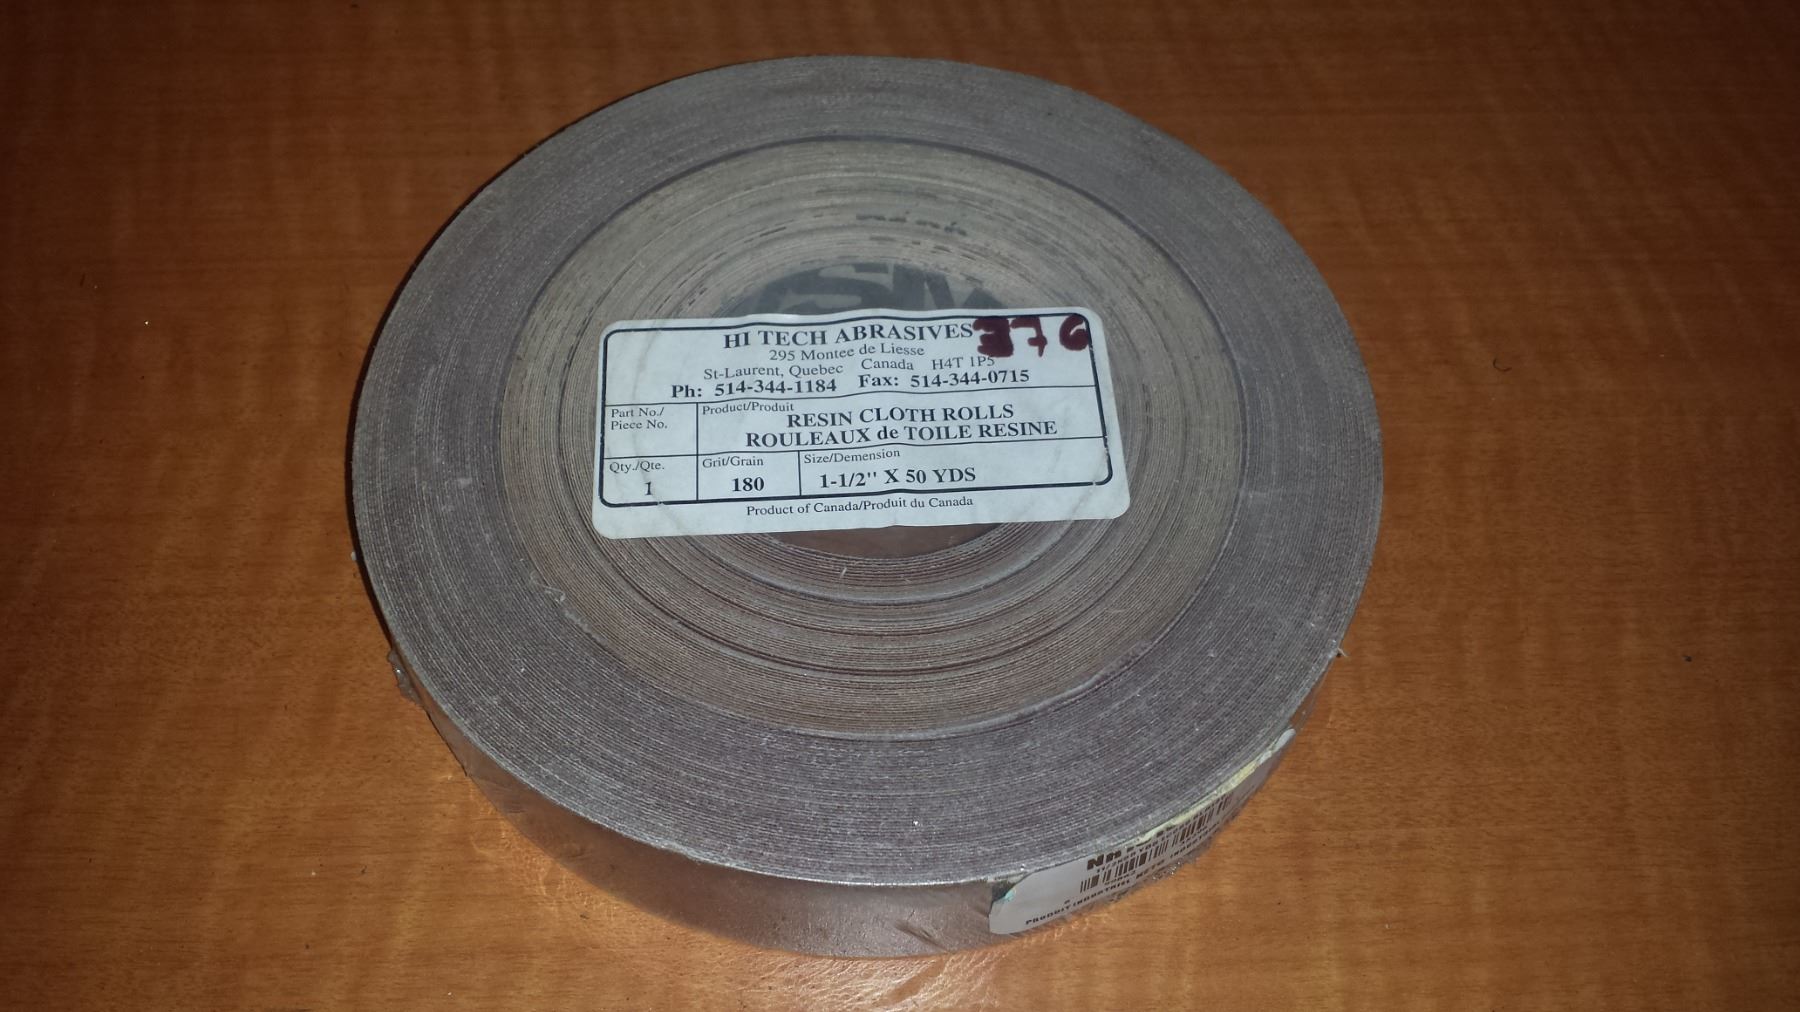 HI TECH ABRASIVES
295 Montee de Liesse
St-Laurent, Quebec Canada H4T 1P5
Ph: 514-344-1184 Fax: 514-344-0715
Part No./
Piece No.
Product/Produit
RESIN CLOTH ROLLS
ROULEAUX de TOILE RESINE
Qty./Qte.
1
Grit/Grain
180
Size/Demension
1-1/2" X 50 YDS
Product of Canada/Produit du Canada
PRODUIT INDUSTRIEL